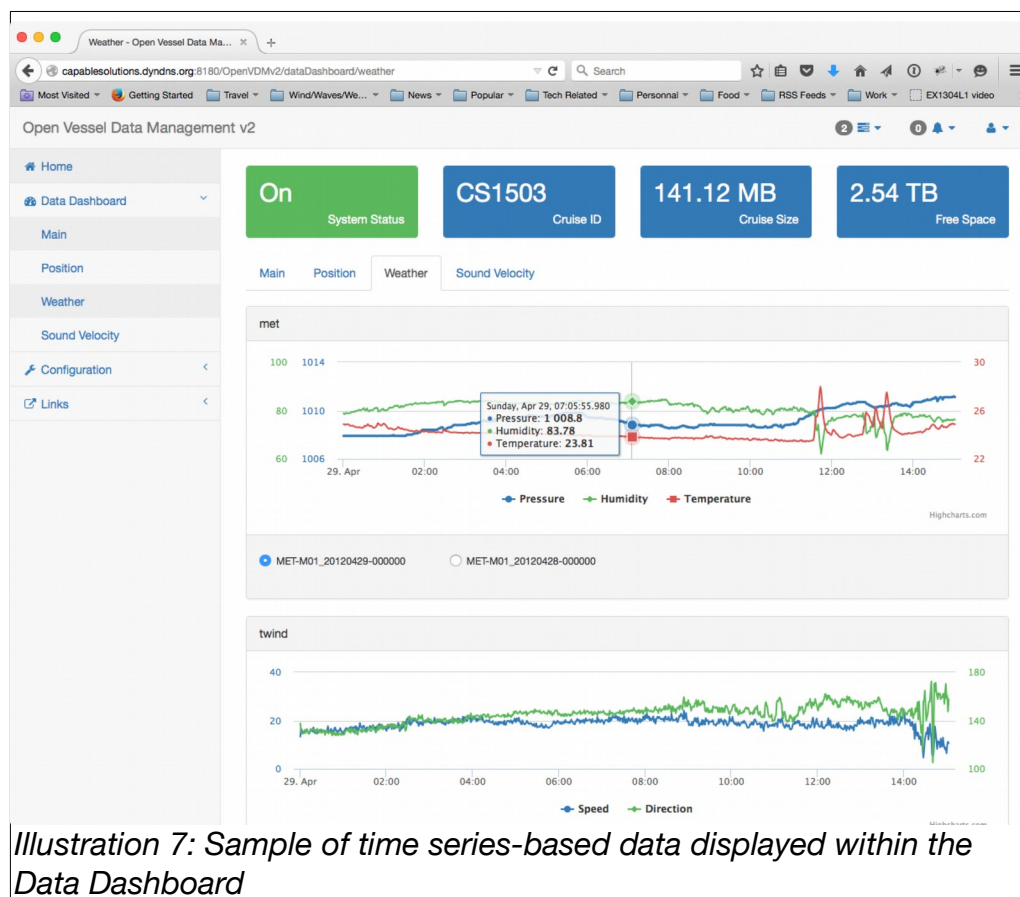 Weather - Open Vessel Data Ma... × +
capablesolutions.dyndns.org:8180/OpenVDMv2/dataDashboard/weather Search
Most Visited Getting Started Travel Wind/Waves/We... News Popular Tech Related Personnal Food RSS Feeds Work EX1304L1 video
Open Vessel Data Management v2 2 0
Home
Data Dashboard
Main
Position
Weather
Sound Velocity
Configuration
Links
On
System Status
CS1503
Cruise ID
141.12 MB
Cruise Size
2.54 TB
Free Space
Main Position Weather Sound Velocity
met
100 1014 30
80 1010 26
60 1006 22
Sunday, Apr 29, 07:05:55.980
Pressure: 1 008.8
Humidity: 83.78
Temperature: 23.81
29. Apr 02:00 04:00 06:00 08:00 10:00 12:00 14:00
Pressure Humidity Temperature
Highcharts.com
MET-M01_20120429-000000 MET-M01_20120428-000000
twind
40 180
20 140
0 100
29. Apr 02:00 04:00 06:00 08:00 10:00 12:00 14:00
Speed Direction
Illustration 7: Sample of time series-based data displayed within the
Data Dashboard